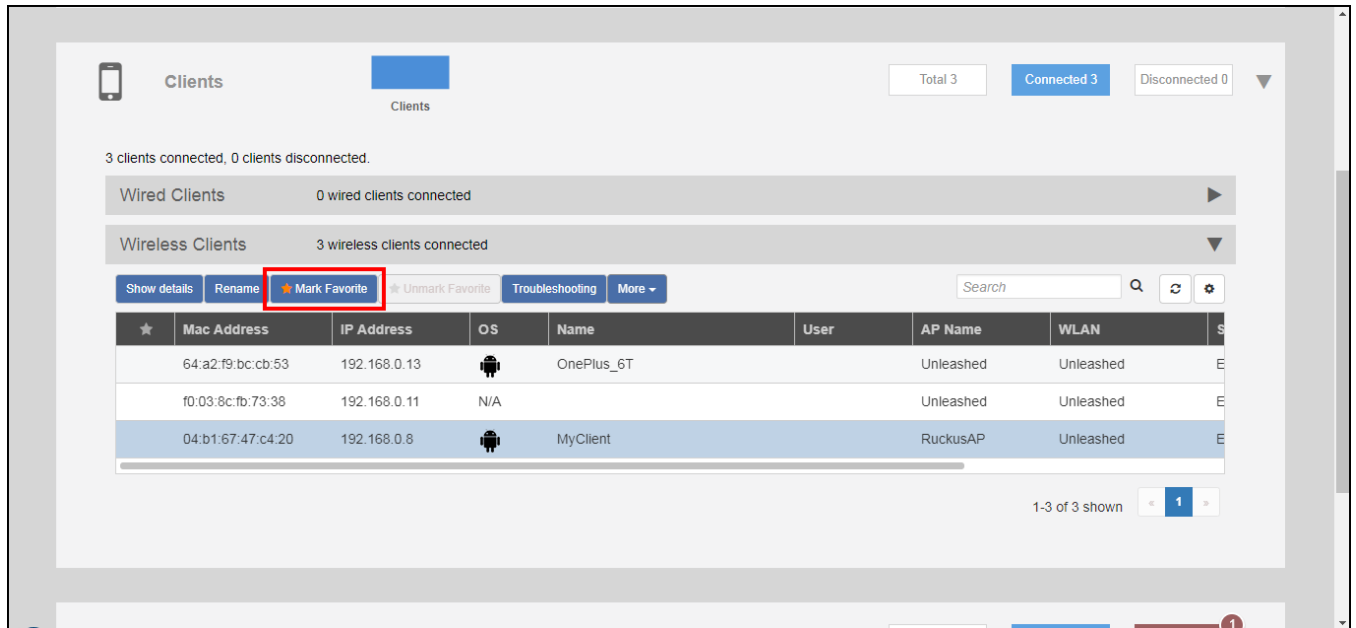 Clients
Clients
Total 3
Connected 3
Disconnected 0
3 clients connected, 0 clients disconnected.
Wired Clients 0 wired clients connected
Wireless Clients 3 wireless clients connected
Show details Rename Mark Favorite Unmark Favorite Troubleshooting More Search
Mac Address IP Address OS Name User AP Name WLAN S
64:a2:f9:bc:cb:53 192.168.0.13 OnePlus_6T Unleashed Unleashed E
f0:03:8c:fb:73:38 192.168.0.11 N/A Unleashed Unleashed E
04:b1:67:47:c4:20 192.168.0.8 MyClient RuckusAP Unleashed E
1-3 of 3 shown « 1 »
1